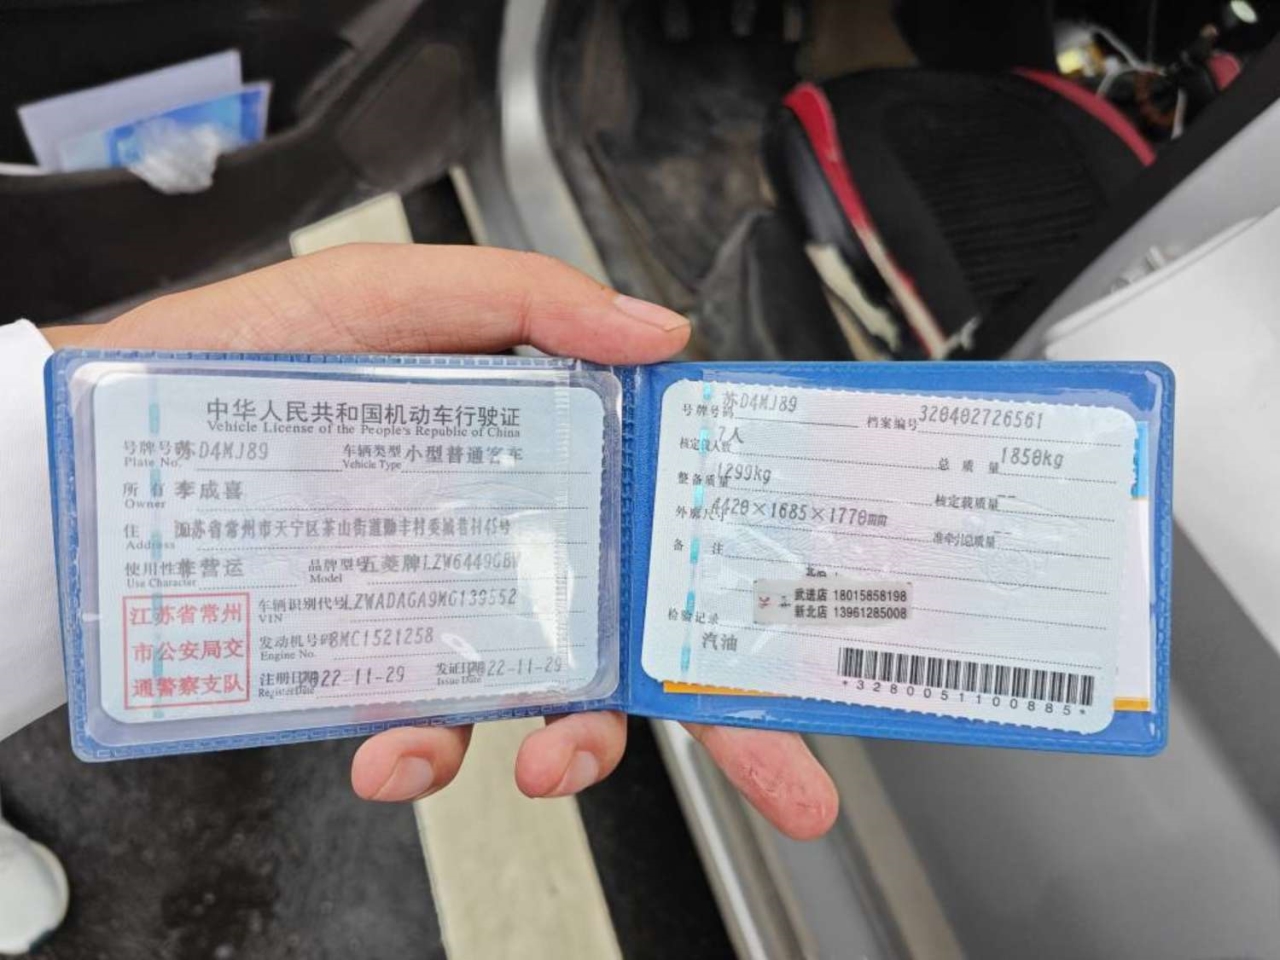 中华人民共和国机动车行驶证
Vehicle License of the People's Republic of China
号牌号 苏D4MJ89 车辆类型 小型普通客车
Plate No. Vehicle Type
所有 李成喜
Owner
住 江苏省常州市天宁区茶山街道 丰村委 村45号
Address
使用性 非营运 品牌型号 五菱牌LZW6449GBV
Use Character Model
江苏省常州
市公安局交
通警察支队
车辆识别代号 LZWADAGA9MG139552
VIN
发动机号 8MC1521258
Engine No.
注册日 2022-11-29 发证日 2022-11-29
Register Date Issue Date
号牌号码 苏D4MJ89 档案编号 320402726561
核定载人数 7人 总质量 1850kg
整备质量 1299kg 核定载质量 --
外廓尺寸 4420×1685×1770mm 准牵引总质量 --
备注
武进店 18015858198
新北店 13961285008
检验记录
汽油
*3280051100885*